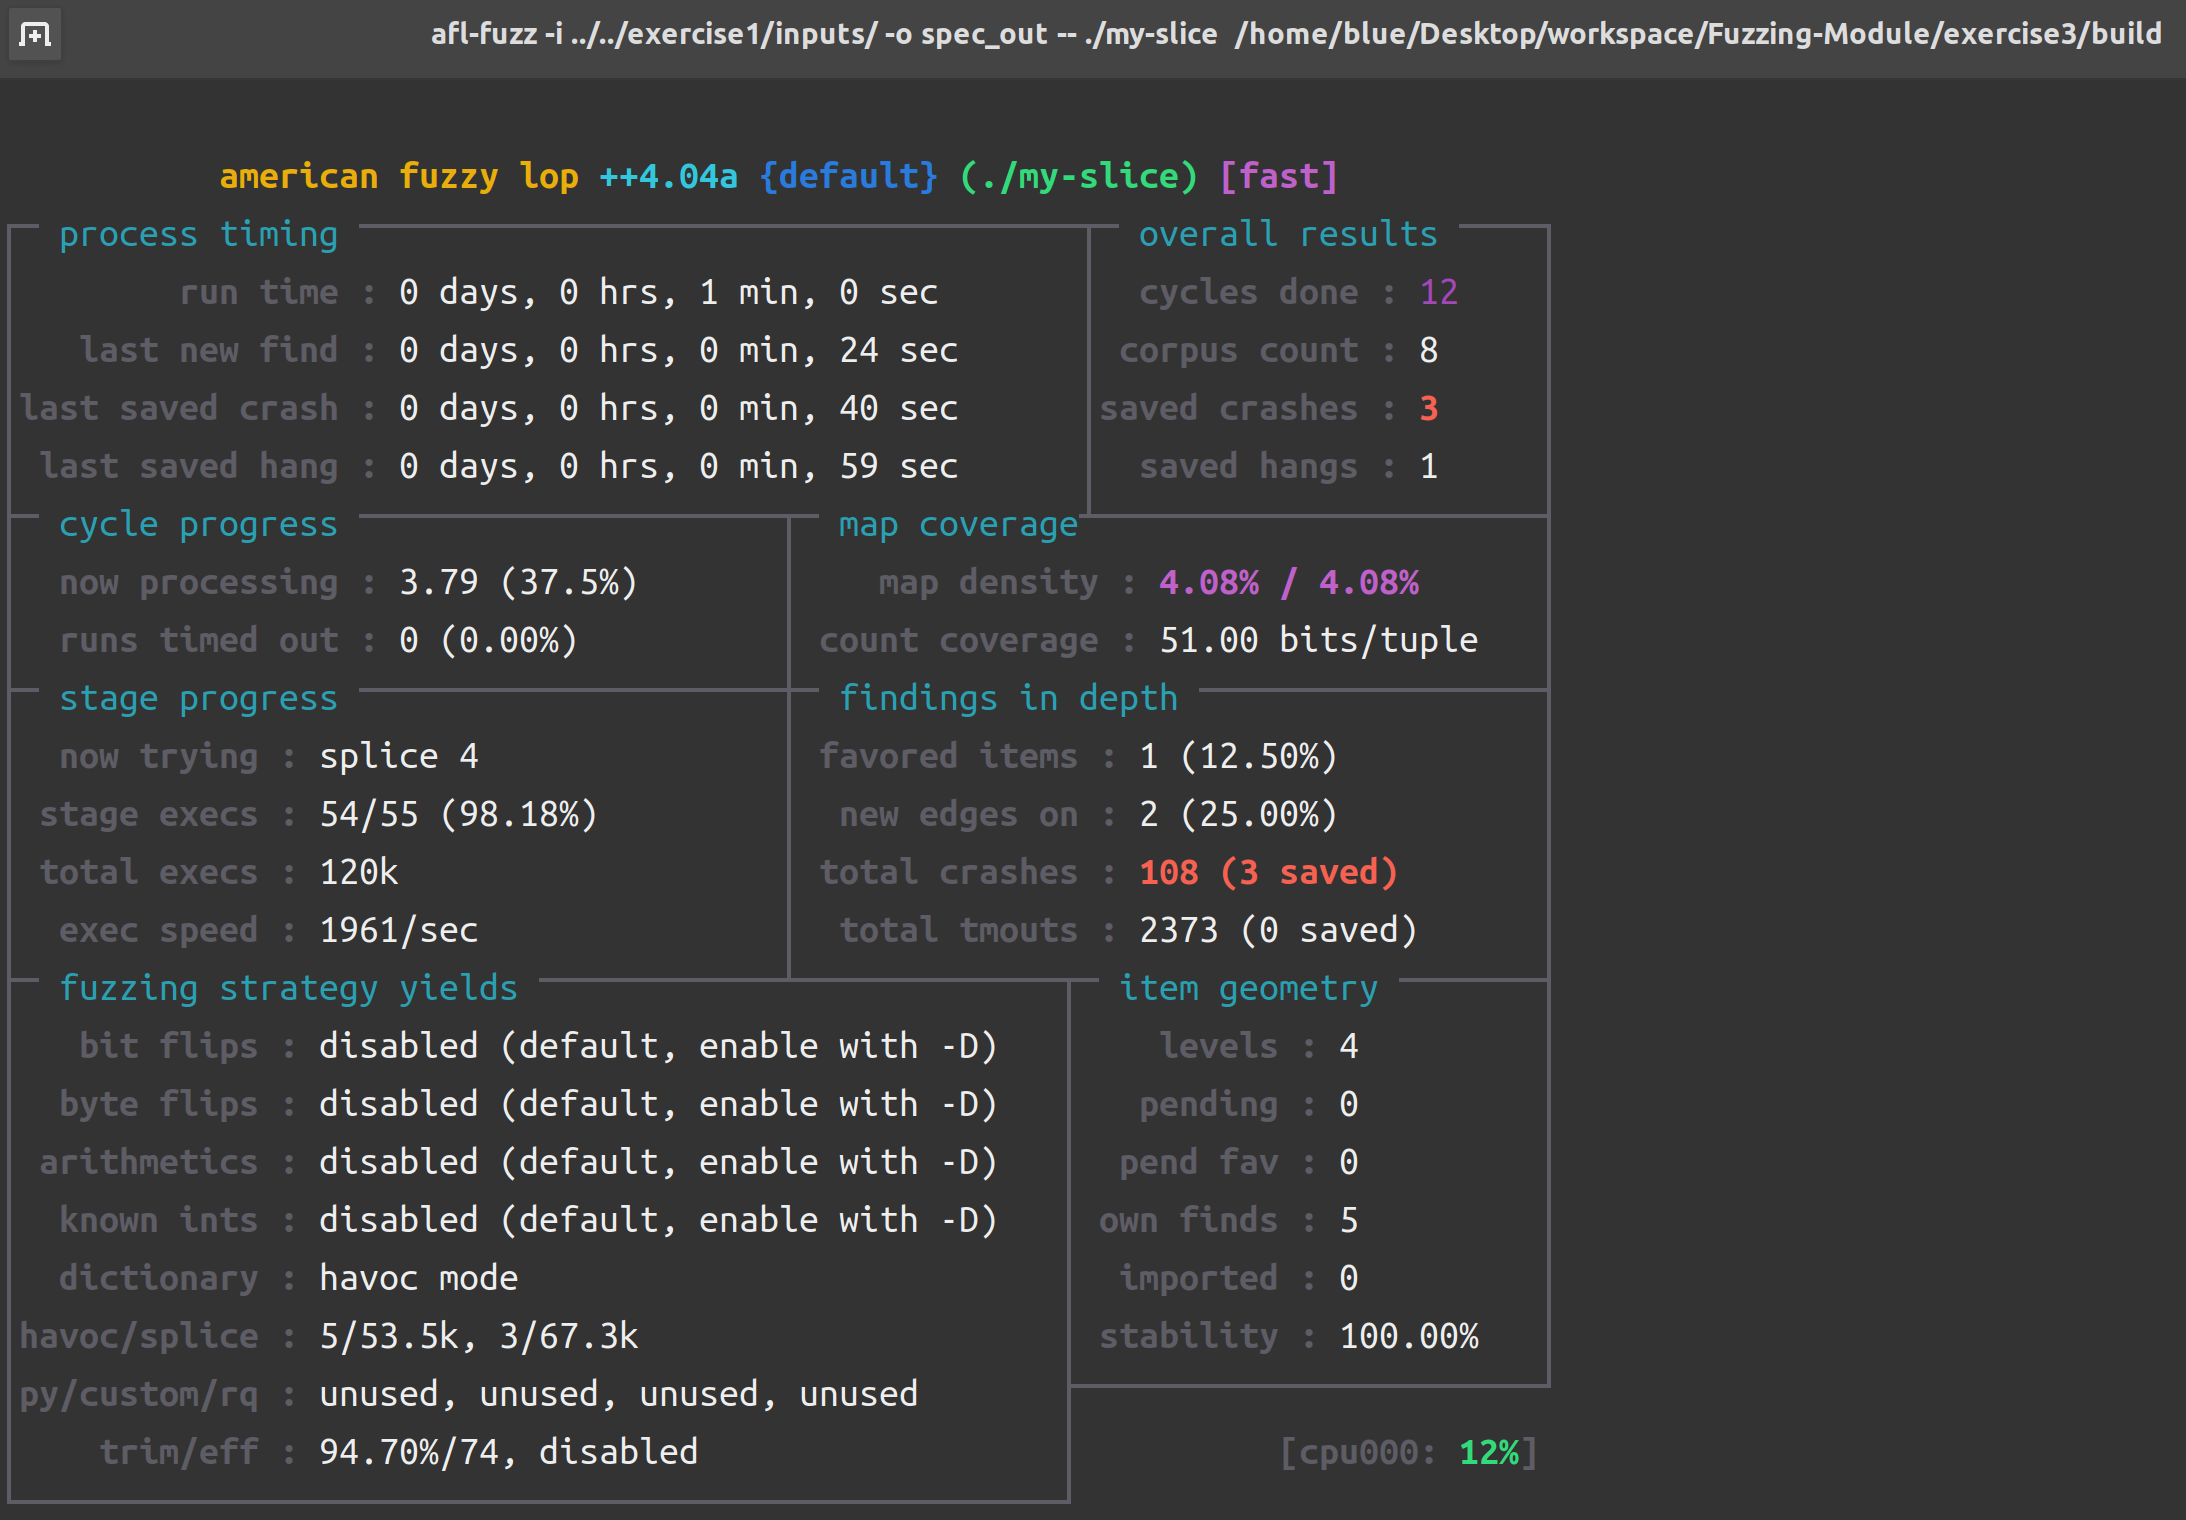 afl-fuzz -i ../../exercise1/inputs/ -o spec_out -- ./my-slice /home/blue/Desktop/workspace/Fuzzing-Module/exercise3/build
american fuzzy lop ++4.04a {default} (./my-slice) [fast]
process timing overall results
run time : 0 days, 0 hrs, 1 min, 0 sec cycles done : 12
last new find : 0 days, 0 hrs, 0 min, 24 sec corpus count : 8
last saved crash : 0 days, 0 hrs, 0 min, 40 sec saved crashes : 3
last saved hang : 0 days, 0 hrs, 0 min, 59 sec saved hangs : 1
cycle progress map coverage
now processing : 3.79 (37.5%) map density : 4.08% / 4.08%
runs timed out : 0 (0.00%) count coverage : 51.00 bits/tuple
stage progress findings in depth
now trying : splice 4 favored items : 1 (12.50%)
stage execs : 54/55 (98.18%) new edges on : 2 (25.00%)
total execs : 120k total crashes : 108 (3 saved)
exec speed : 1961/sec total tmouts : 2373 (0 saved)
fuzzing strategy yields item geometry
bit flips : disabled (default, enable with -D) levels : 4
byte flips : disabled (default, enable with -D) pending : 0
arithmetics : disabled (default, enable with -D) pend fav : 0
known ints : disabled (default, enable with -D) own finds : 5
dictionary : havoc mode imported : 0
havoc/splice : 5/53.5k, 3/67.3k stability : 100.00%
py/custom/rq : unused, unused, unused, unused
trim/eff : 94.70%/74, disabled [cpu000: 12%]